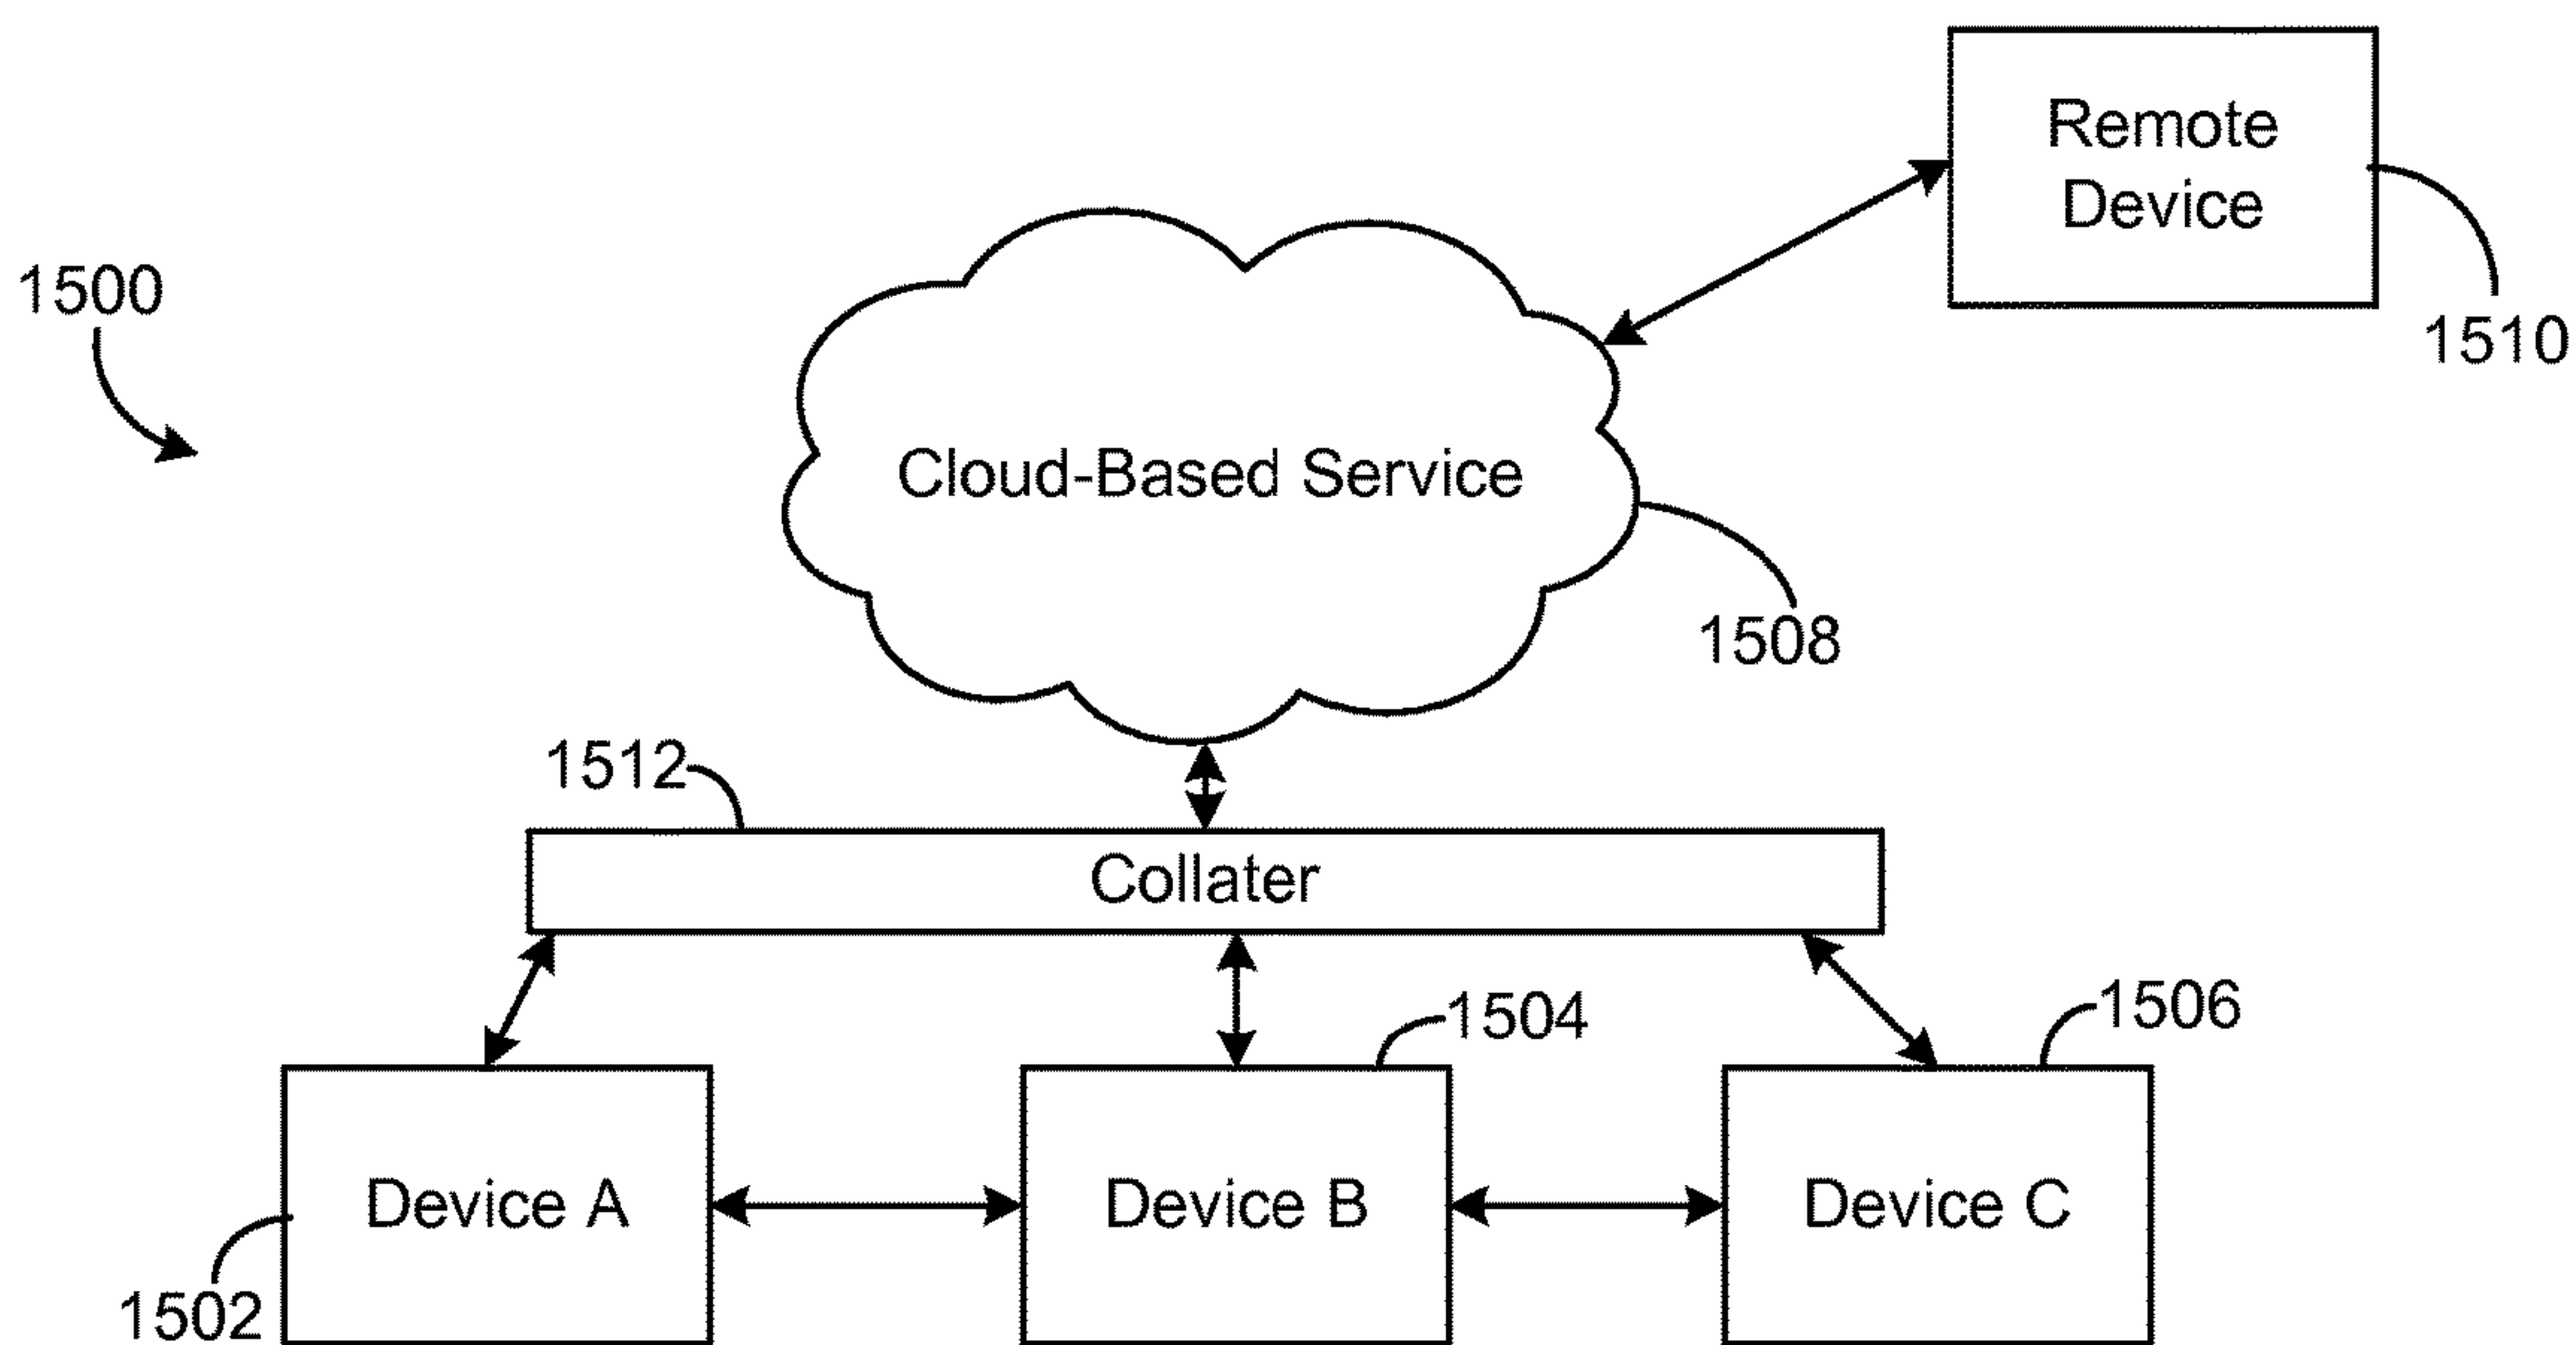 Remote
Device
1500
1510
Cloud-Based Service
1508
1512
Collater
1504
1506
Device A
Device B
Device C
1502